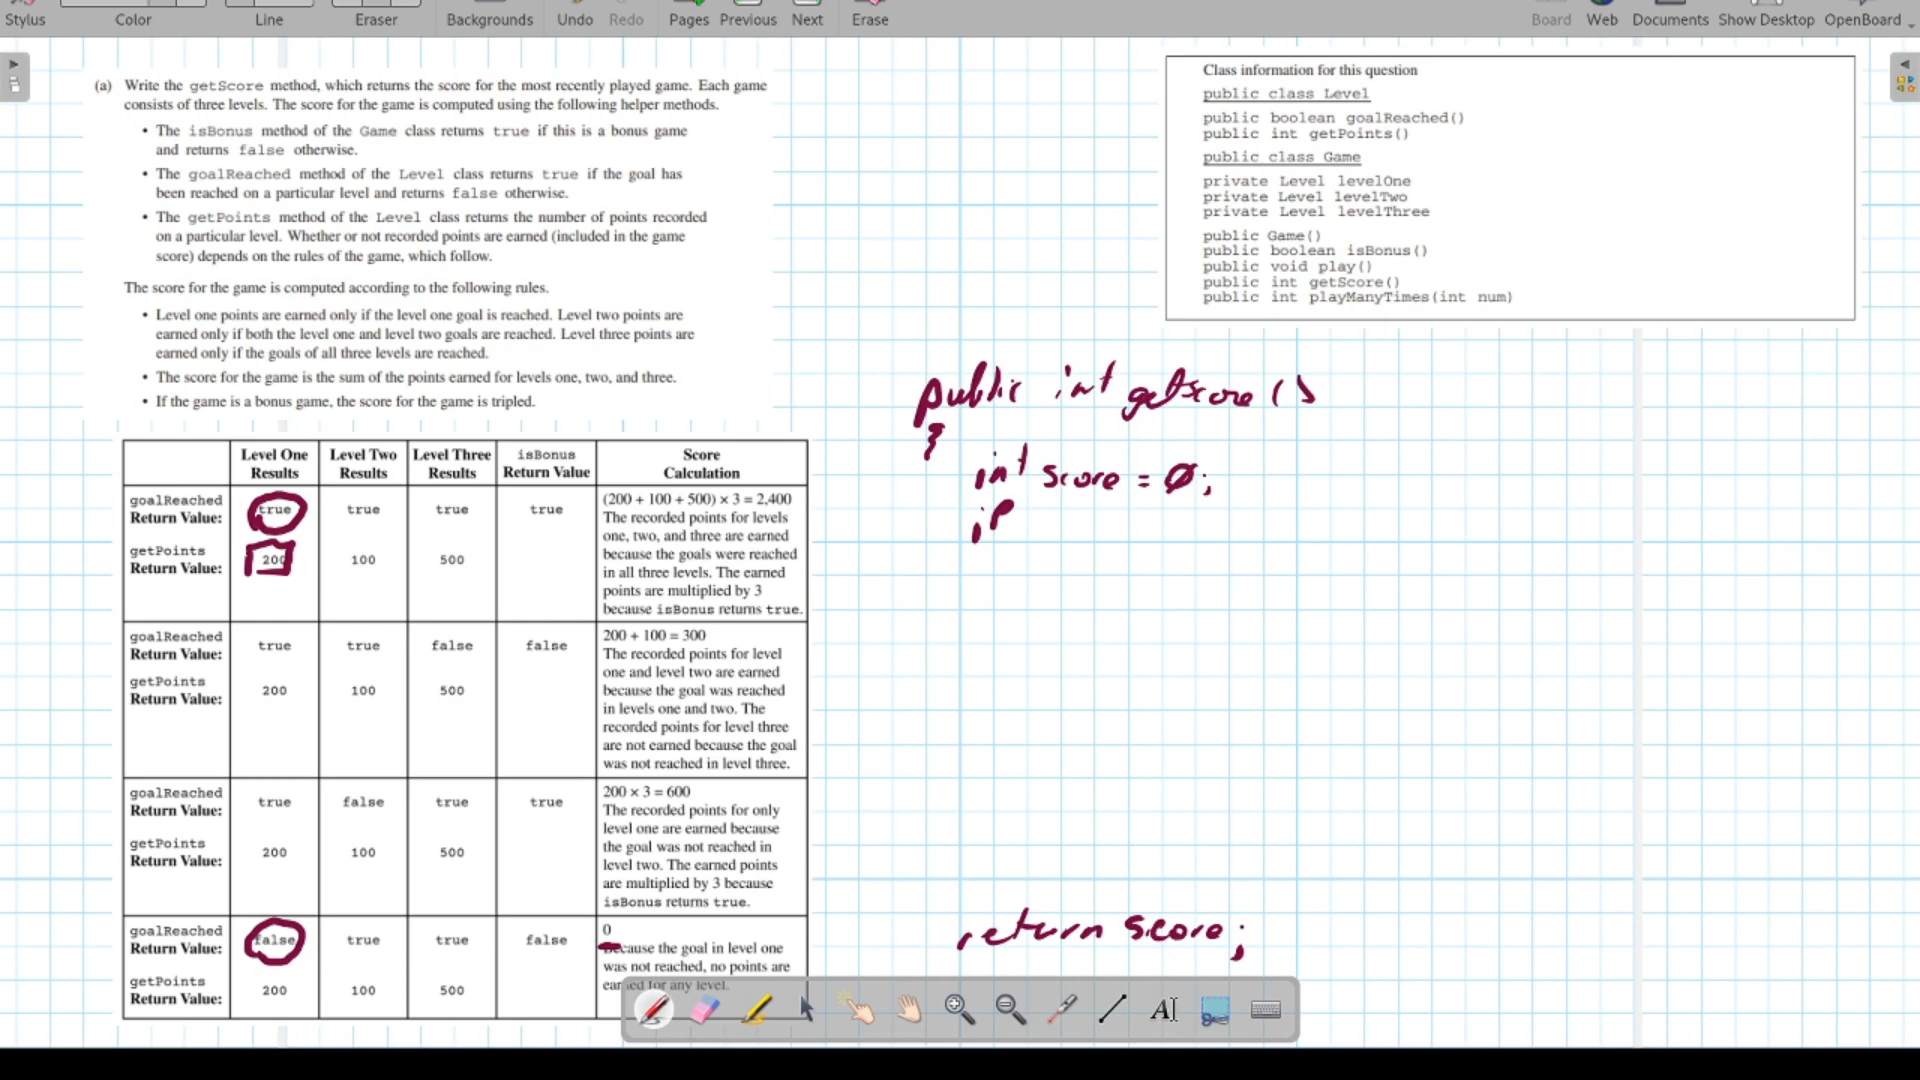 Stylus Color Line Eraser Backgrounds Undo Redo Pages Previous Next Erase Board Web Documents Show Desktop OpenBoard
(a) Write the getScore method, which returns the score for the most recently played game. Each game
consists of three levels. The score for the game is computed using the following helper methods.
• The isBonus method of the Game class returns true if this is a bonus game
and returns false otherwise.
• The goalReached method of the Level class returns true if the goal has
been reached on a particular level and returns false otherwise.
• The getPoints method of the Level class returns the number of points recorded
on a particular level. Whether or not recorded points are earned (included in the game
score) depends on the rules of the game, which follow.
The score for the game is computed according to the following rules.
• Level one points are earned only if the level one goal is reached. Level two points are
earned only if both the level one and level two goals are reached. Level three points are
earned only if the goals of all three levels are reached.
• The score for the game is the sum of the points earned for levels one, two, and three.
• If the game is a bonus game, the score for the game is tripled.
Level One Level Two Level Three isBonus Score
Results Results Results Return Value Calculation
goalReached
Return Value: true true true true
getPoints
Return Value: 200 100 500
(200 + 100 + 500) × 3 = 2,400
The recorded points for levels
one, two, and three are earned
because the goals were reached
in all three levels. The earned
points are multiplied by 3
because isBonus returns true.
goalReached
Return Value: true true false false
getPoints
Return Value: 200 100 500
200 + 100 = 300
The recorded points for level
one and level two are earned
because the goal was reached
in levels one and two. The
recorded points for level three
are not earned because the goal
was not reached in level three.
goalReached
Return Value: true false true true
getPoints
Return Value: 200 100 500
200 × 3 = 600
The recorded points for only
level one are earned because
the goal was not reached in
level two. The earned points
are multiplied by 3 because
isBonus returns true.
goalReached
Return Value: false true true false
getPoints
Return Value: 200 100 500
0
Because the goal in level one
was not reached, no points are
earned for any level.
Class information for this question
public class Level
public boolean goalReached()
public int getPoints()
public class Game
private Level levelOne
private Level levelTwo
private Level levelThree
public Game()
public boolean isBonus()
public void play()
public int getScore()
public int playManyTimes(int num)
public int getScore ()
{
int score = 0;
if
return score;